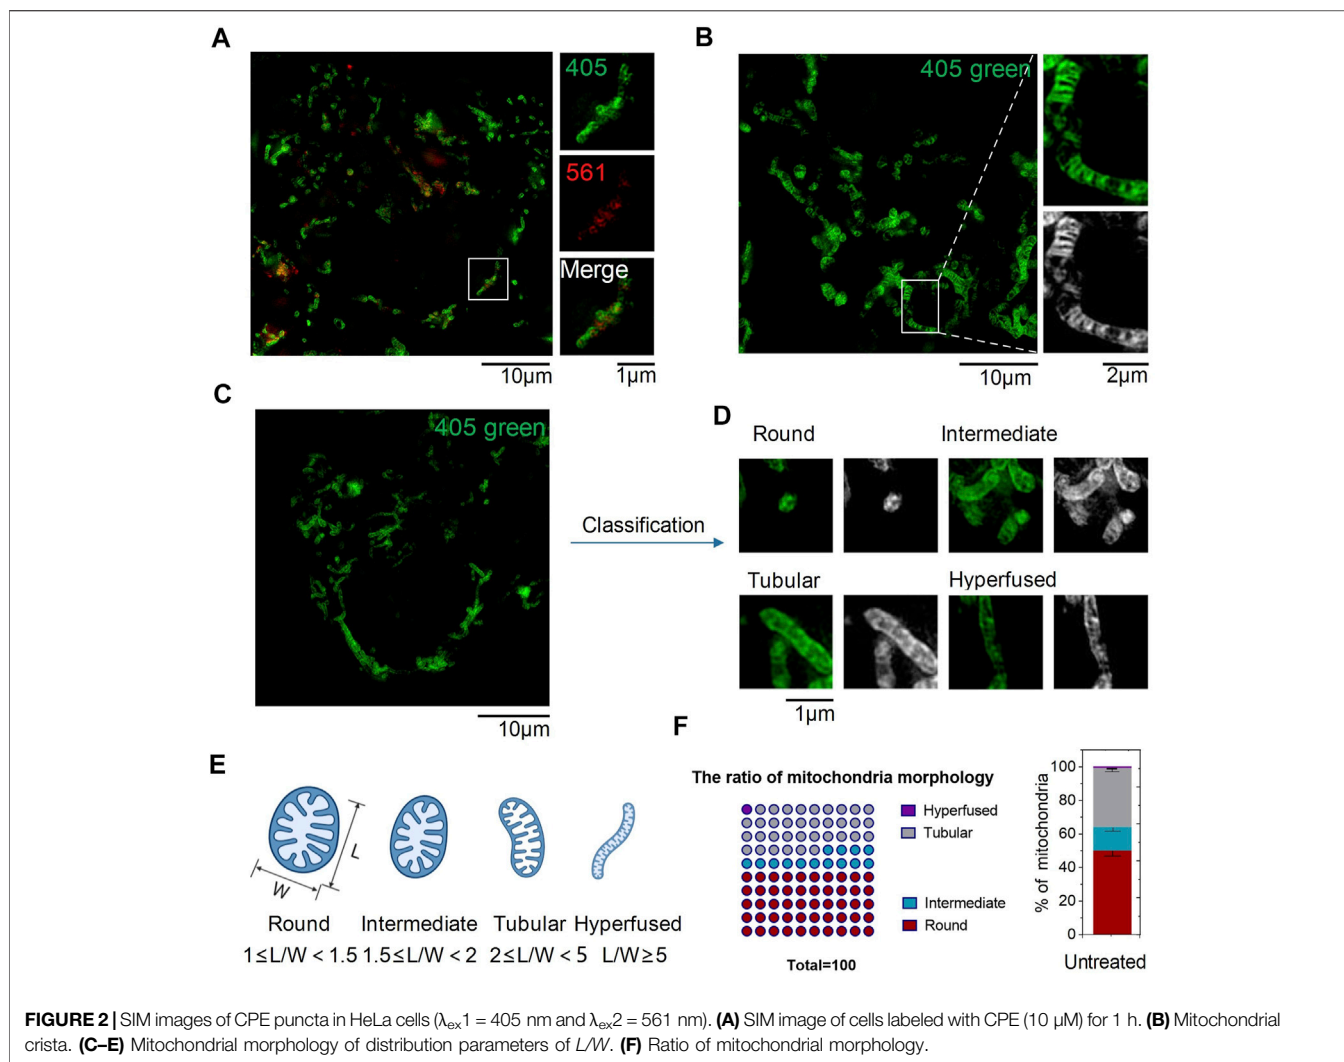 A
405
561
Merge
10µm
1µm
B
405 green
10µm
2µm
C
405 green
10µm
Classification
D
Round
Intermediate
Tubular
Hyperfused
1µm
E
L
W
Round Intermediate Tubular Hyperfused
1≤L/W < 1.5 1.5≤L/W < 2 2≤L/W < 5 L/W≥5
F
The ratio of mitochondria morphology
Hyperfused
Tubular
Intermediate
Round
Total=100
% of mitochondria
100
80
60
40
20
0
Untreated
FIGURE 2 | SIM images of CPE puncta in HeLa cells (λex1 = 405 nm and λex2 = 561 nm). (A) SIM image of cells labeled with CPE (10 µM) for 1 h. (B) Mitochondrial
crista. (C–E) Mitochondrial morphology of distribution parameters of L/W. (F) Ratio of mitochondrial morphology.